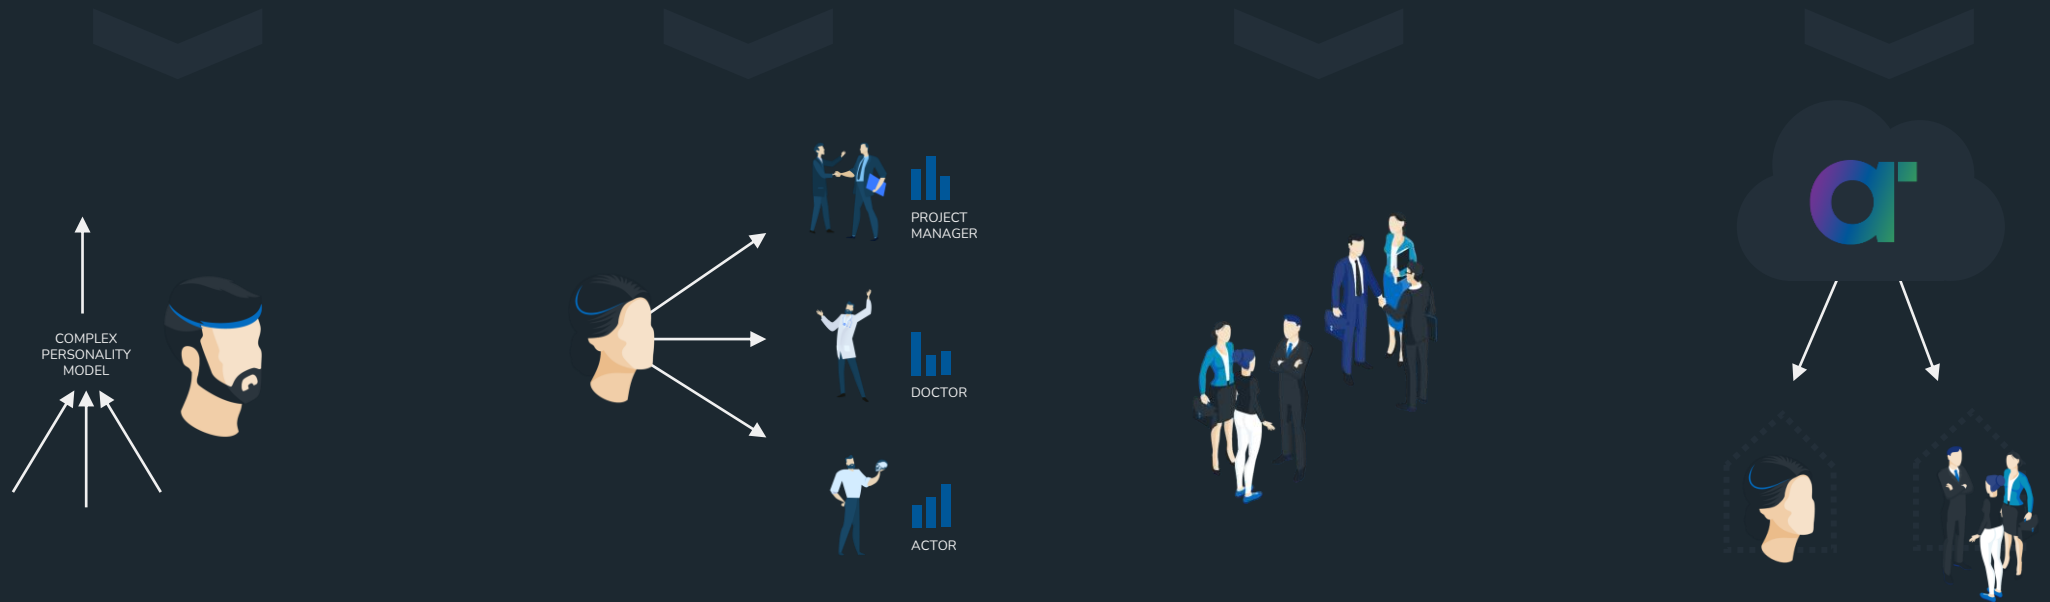 COMPLEX
PERSONALITY
MODEL
PROJECT
MANAGER
DOCTOR
ACTOR